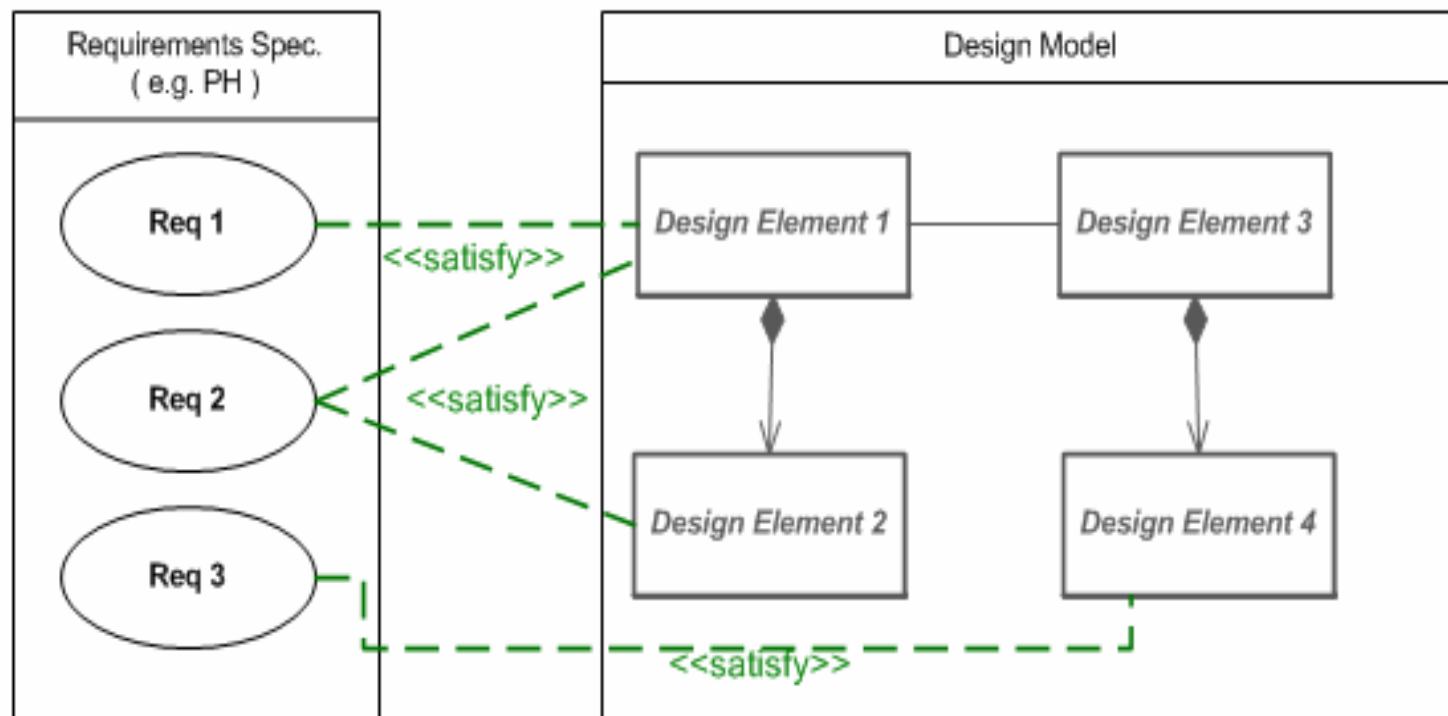 Requirements Spec.
( e.g. PH )
Design Model
Req 1
<<satisfy>>
Design Element 1
Design Element 3
Req 2
<<satisfy>>
Design Element 2
Design Element 4
Req 3
<<satisfy>>